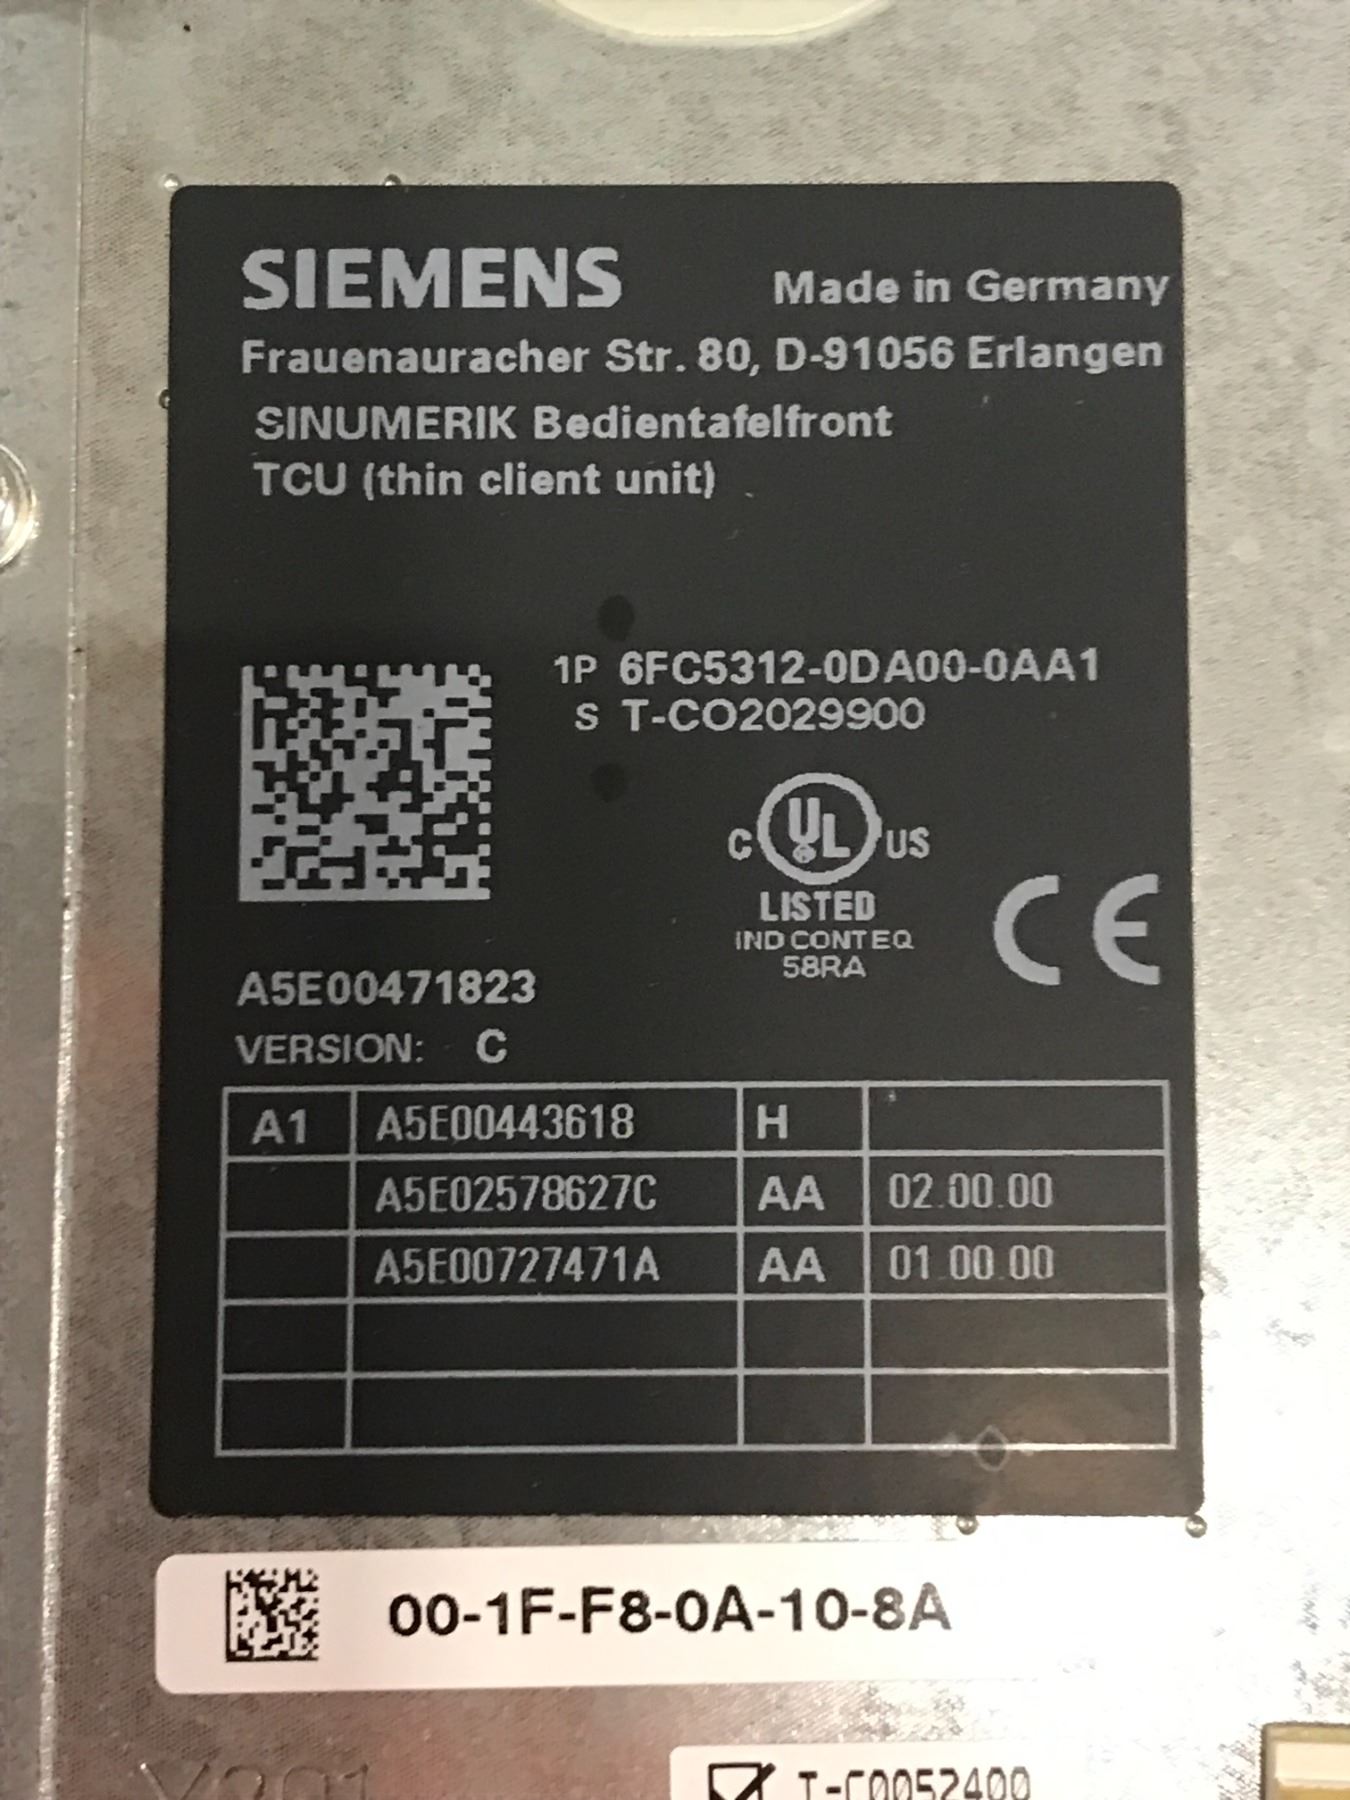 SIEMENS Made in Germany
Frauenauracher Str. 80, D-91056 Erlangen
SINUMERIK Bedientafelfront
TCU (thin client unit)
1P 6FC5312-0DA00-0AA1
S T-CO2029900
C UL US
LISTED
IND CONT EQ
58RA
CE
A5E00471823
VERSION: C
A1 A5E00443618 H
A5E02578627C AA 02.00.00
A5E00727471A AA 01.00.00
00-1F-F8-0A-10-8A
X201
T-C0052400